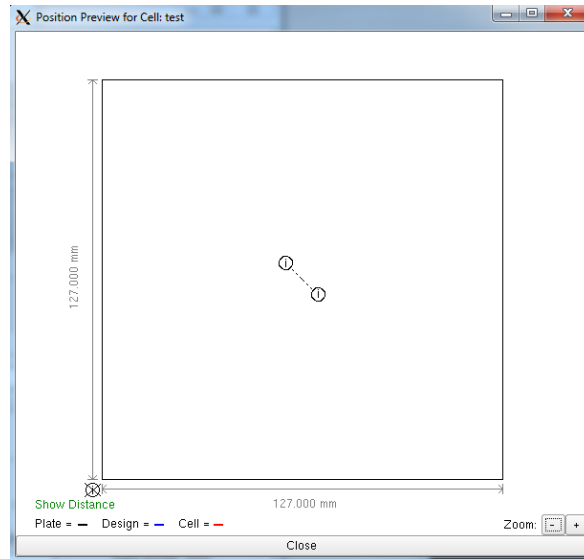 Position Preview for Cell: test
127.000 mm
i
i
Show Distance
127.000 mm
Plate = Design = Cell = Zoom: - +
Close